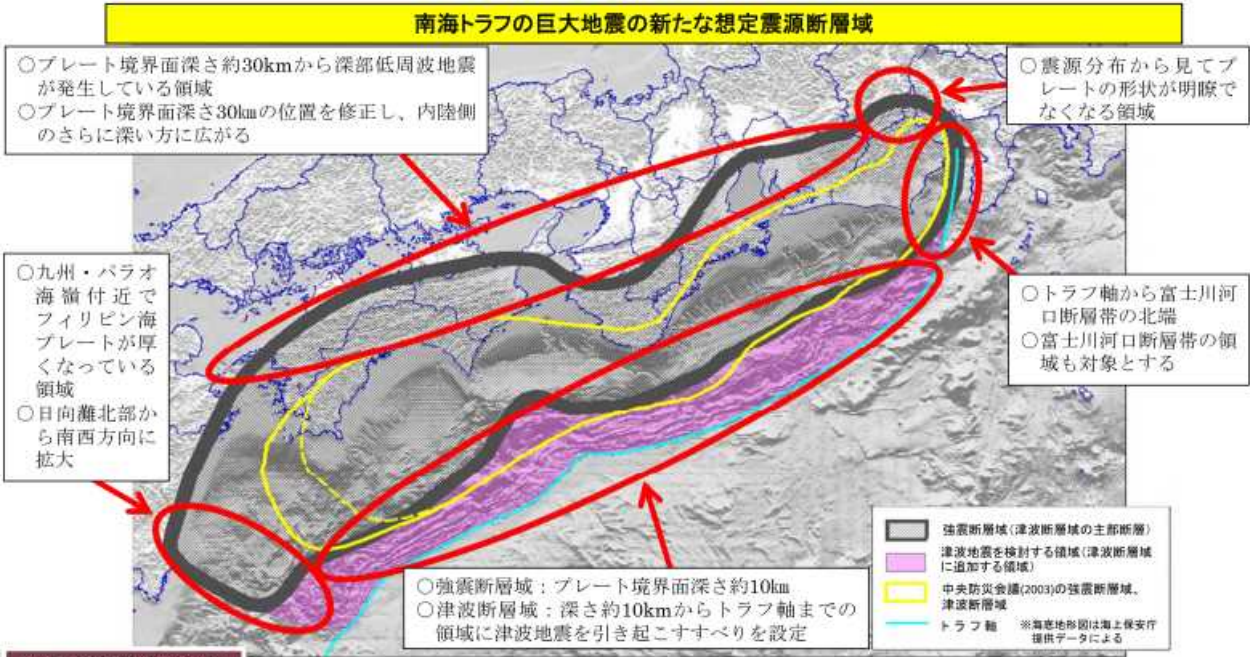 南海トラフの巨大地震の新たな想定震源断層域
○プレート境界面深さ約30kmから深部低周波地震
が発生している領域
○プレート境界面深さ30kmの位置を修正し、内陸側
のさらに深い方に広がる
○震源分布から見てプ
レートの形状が明瞭で
なくなる領域
○九州・パラオ
海嶺付近で
フィリピン海
プレートが厚
くなっている
領域
○日向灘北部か
ら南西方向に
拡大
○トラフ軸から富士川河
口断層帯の北端
○富士川河口断層帯の領
域も対象とする
○強震断層域：プレート境界面深さ約10km
○津波断層域：深さ約10kmからトラフ軸までの
領域に津波地震を引き起こすすべりを設定
強震断層域(津波断層域の主部断層)
津波地震を検討する領域(津波断層域
に追加する領域)
中央防災会議(2003)の強震断層域、
津波断層域
トラフ軸 ※海底地形図は海上保安庁
提供データによる